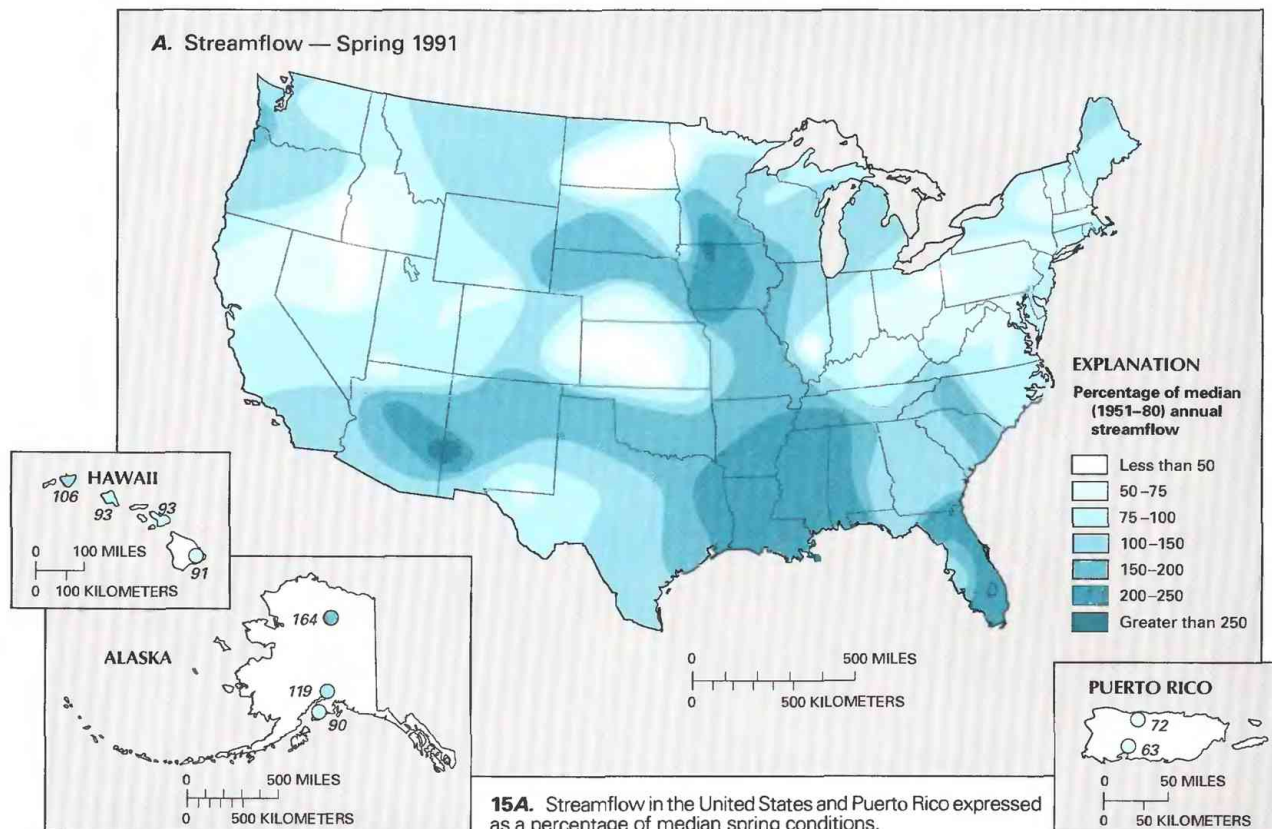 A. Streamflow — Spring 1991
EXPLANATION
Percentage of median
(1951–80) annual
streamflow
Less than 50
50–75
75–100
100–150
150–200
200–250
Greater than 250
0 500 MILES
0 500 KILOMETERS
HAWAII
106
93
93
91
0 100 MILES
0 100 KILOMETERS
ALASKA
164
119
90
0 500 MILES
0 500 KILOMETERS
PUERTO RICO
72
63
0 50 MILES
0 50 KILOMETERS
15A. Streamflow in the United States and Puerto Rico expressed
as a percentage of median spring conditions.